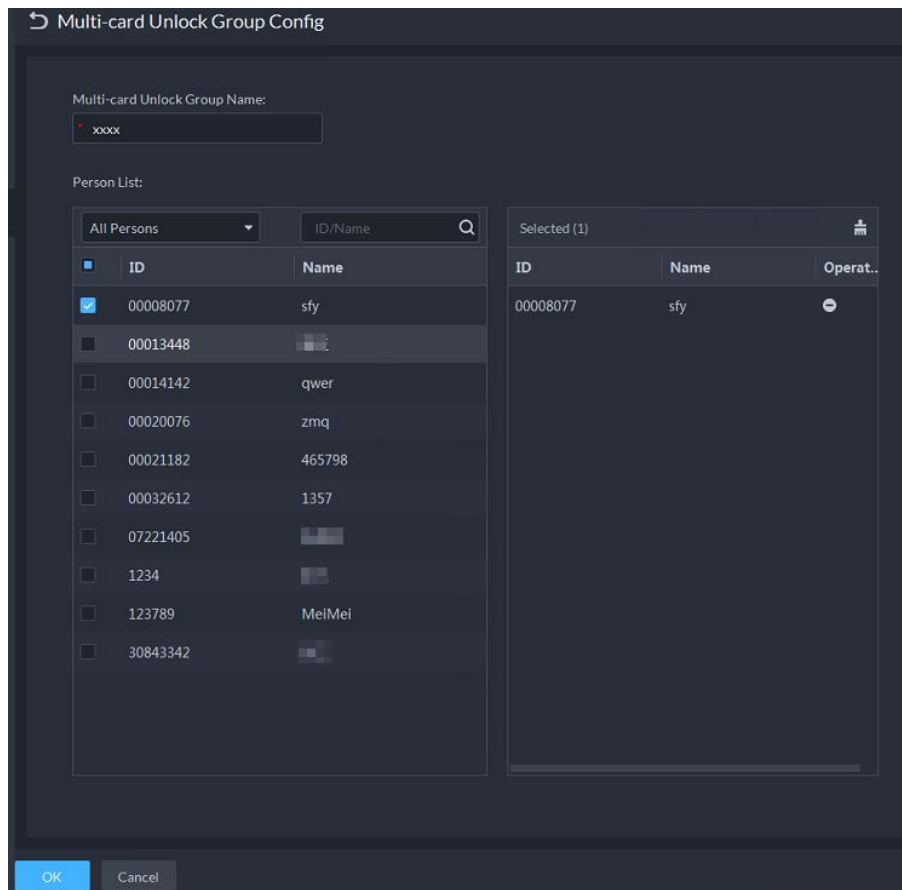 Multi-card Unlock Group Config
Multi-card Unlock Group Name:
* xxxx
Person List:
All Persons ID/Name Selected (1)
ID Name ID Name Operat..
00008077 sfy 00008077 sfy
00013448
00014142 qwer
00020076 zmq
00021182 465798
00032612 1357
07221405
1234
123789 MeiMei
30843342
OK Cancel